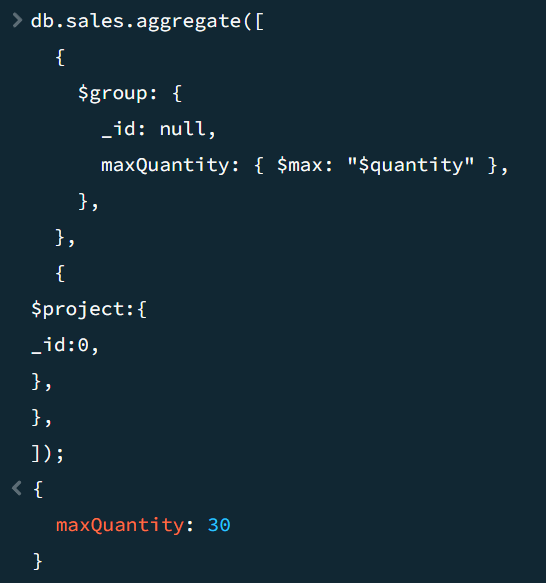 > db.sales.aggregate([
    {
      $group: {
        _id: null,
        maxQuantity: { $max: "$quantity" },
      },
    },
    {
$project:{
_id:0,
},
},
]);
< {
    maxQuantity: 30
  }